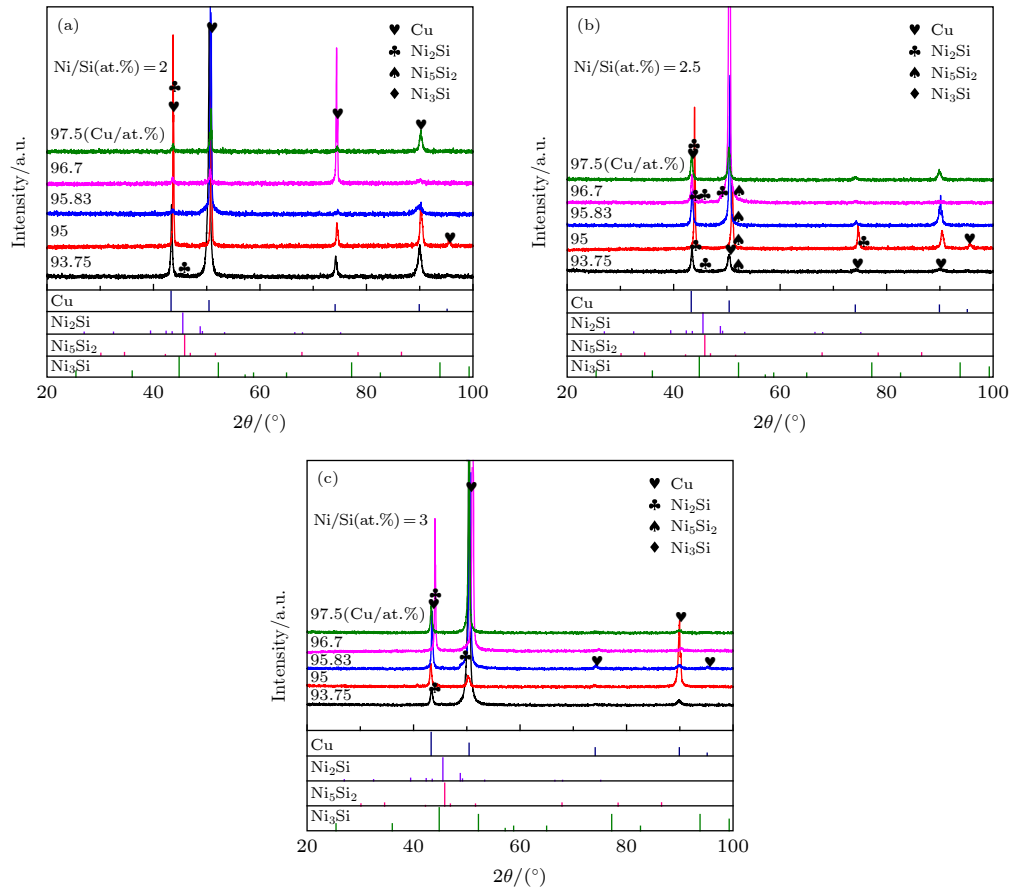 (a)
Ni/Si(at.%) = 2
♥ Cu
♣ Ni₂Si
♠ Ni₅Si₂
♦ Ni₃Si
97.5(Cu/at.%)
96.7
95.83
95
93.75
Intensity/a.u.
Cu
Ni₂Si
Ni₅Si₂
Ni₃Si
20 40 60 80 100
2θ/(°)
(b)
Ni/Si(at.%) = 2.5
♥ Cu
♣ Ni₂Si
♠ Ni₅Si₂
♦ Ni₃Si
97.5(Cu/at.%)
96.7
95.83
95
93.75
Intensity/a.u.
Cu
Ni₂Si
Ni₅Si₂
Ni₃Si
20 40 60 80 100
2θ/(°)
(c)
Ni/Si(at.%) = 3
♥ Cu
♣ Ni₂Si
♠ Ni₅Si₂
♦ Ni₃Si
97.5(Cu/at.%)
96.7
95.83
95
93.75
Intensity/a.u.
Cu
Ni₂Si
Ni₅Si₂
Ni₃Si
20 40 60 80 100
2θ/(°)